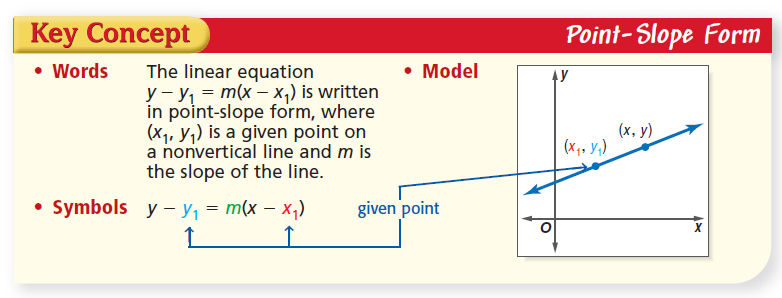 Key Concept
Point-Slope Form
• Words
The linear equation
y − y₁ = m(x − x₁) is written
in point-slope form, where
(x₁, y₁) is a given point on
a nonvertical line and m is
the slope of the line.
• Symbols y − y₁ = m(x − x₁)
given point
• Model
y
(x, y)
(x₁, y₁)
O
x